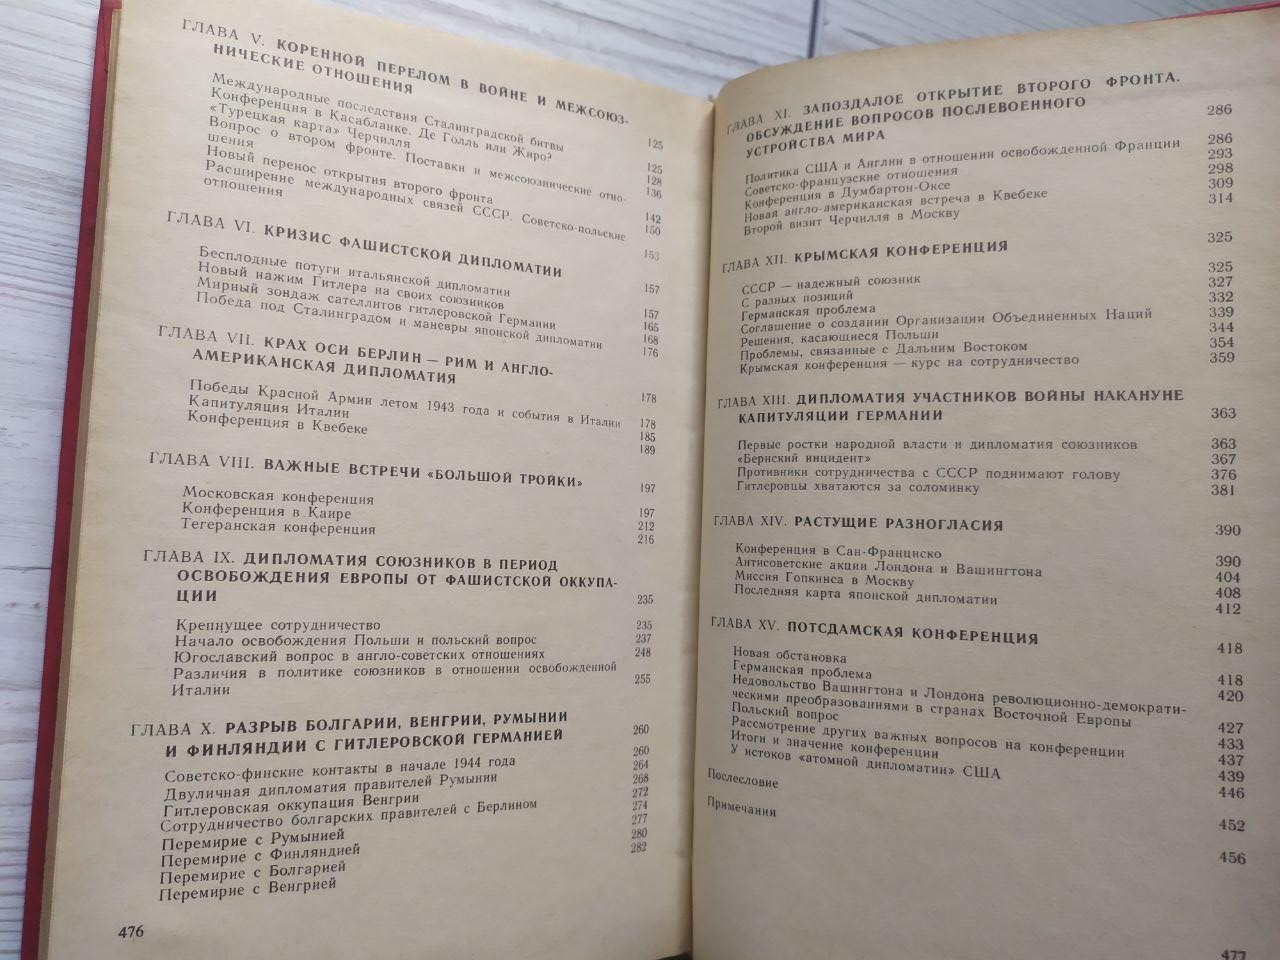 ГЛАВА V. КОРЕННОЙ ПЕРЕЛОМ В ВОЙНЕ И МЕЖСОЮЗ-
НИЧЕСКИЕ ОТНОШЕНИЯ 125
Международные последствия Сталинградской битвы 125
Конференция в Касабланке. Де Голль или Жиро? 128
«Турецкая карта» Черчилля 136
Вопрос о втором фронте. Поставки и межсоюзнические отно-
шения 142
Новый перенос открытия второго фронта 150
Расширение международных связей СССР. Советско-польские
отношения 153
ГЛАВА VI. КРИЗИС ФАШИСТСКОЙ ДИПЛОМАТИИ 157
Бесплодные потуги итальянской дипломатии 157
Новый нажим Гитлера на своих союзников 165
Мирный зондаж сателлитов гитлеровской Германии 168
Победа под Сталинградом и маневры японской дипломатии 176
ГЛАВА VII. КРАХ ОСИ БЕРЛИН — РИМ И АНГЛО-
АМЕРИКАНСКАЯ ДИПЛОМАТИЯ 178
Победы Красной Армии летом 1943 года и события в Италии 178
Капитуляция Италии 185
Конференция в Квебеке 189
ГЛАВА VIII. ВАЖНЫЕ ВСТРЕЧИ «БОЛЬШОЙ ТРОЙКИ» 197
Московская конференция 197
Конференция в Каире 212
Тегеранская конференция 216
ГЛАВА IX. ДИПЛОМАТИЯ СОЮЗНИКОВ В ПЕРИОД
ОСВОБОЖДЕНИЯ ЕВРОПЫ ОТ ФАШИСТСКОЙ ОККУПА-
ЦИИ 235
Крепнущее сотрудничество 235
Начало освобождения Польши и польский вопрос 237
Югославский вопрос в англо-советских отношениях 248
Различия в политике союзников в отношении освобожденной
Италии 255
ГЛАВА X. РАЗРЫВ БОЛГАРИИ, ВЕНГРИИ, РУМЫНИИ
И ФИНЛЯНДИИ С ГИТЛЕРОВСКОЙ ГЕРМАНИЕЙ 260
Советско-финские контакты в начале 1944 года 260
Двуличная дипломатия правителей Румынии 264
Гитлеровская оккупация Венгрии 268
Сотрудничество болгарских правителей с Берлином 272
Перемирие с Румынией 274
Перемирие с Финляндией 277
Перемирие с Болгарией 280
Перемирие с Венгрией 282
476
ГЛАВА XI. ЗАПОЗДАЛОЕ ОТКРЫТИЕ ВТОРОГО ФРОНТА.
ОБСУЖДЕНИЕ ВОПРОСОВ ПОСЛЕВОЕННОГО
УСТРОЙСТВА МИРА 286
Политика США и Англии в отношении освобожденной Франции 286
Советско-французские отношения 293
Конференция в Думбартон-Оксе 298
Новая англо-американская встреча в Квебеке 309
Второй визит Черчилля в Москву 314
ГЛАВА XII. КРЫМСКАЯ КОНФЕРЕНЦИЯ 325
СССР — надежный союзник 325
С разных позиций 327
Германская проблема 332
Соглашение о создании Организации Объединенных Наций 339
Решения, касающиеся Польши 344
Проблемы, связанные с Дальним Востоком 354
Крымская конференция — курс на сотрудничество 359
ГЛАВА XIII. ДИПЛОМАТИЯ УЧАСТНИКОВ ВОЙНЫ НАКАНУНЕ
КАПИТУЛЯЦИИ ГЕРМАНИИ 363
Первые ростки народной власти и дипломатия союзников 363
«Бернский инцидент» 367
Противники сотрудничества с СССР поднимают голову 376
Гитлеровцы хватаются за соломинку 381
ГЛАВА XIV. РАСТУЩИЕ РАЗНОГЛАСИЯ 390
Конференция в Сан-Франциско 390
Антисоветские акции Лондона и Вашингтона 404
Миссия Гопкинса в Москву 408
Последняя карта японской дипломатии 412
ГЛАВА XV. ПОТСДАМСКАЯ КОНФЕРЕНЦИЯ 418
Новая обстановка 418
Германская проблема 420
Недовольство Вашингтона и Лондона революционно-демократи-
ческими преобразованиями в странах Восточной Европы 427
Польский вопрос 433
Рассмотрение других важных вопросов на конференции 437
Итоги и значение конференции 439
У истоков «атомной дипломатии» США 446
Послесловие 452
Примечания 456
477